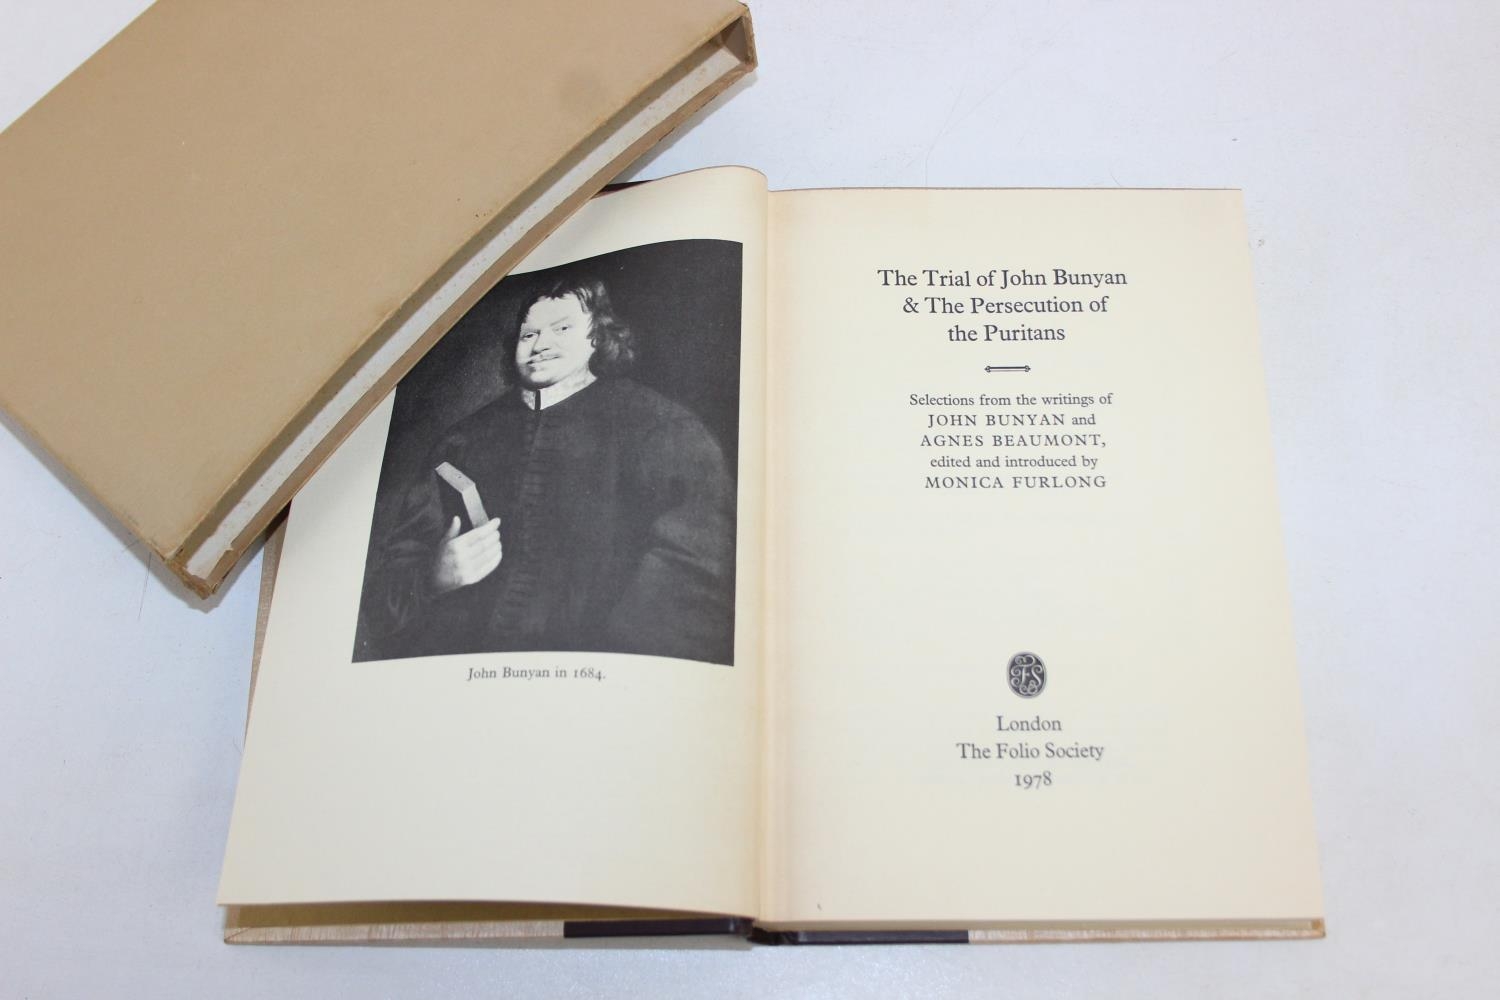 John Bunyan in 1684.
The Trial of John Bunyan
& The Persecution of
the Puritans
Selections from the writings of
JOHN BUNYAN and
AGNES BEAUMONT,
edited and introduced by
MONICA FURLONG
FS
London
The Folio Society
1978